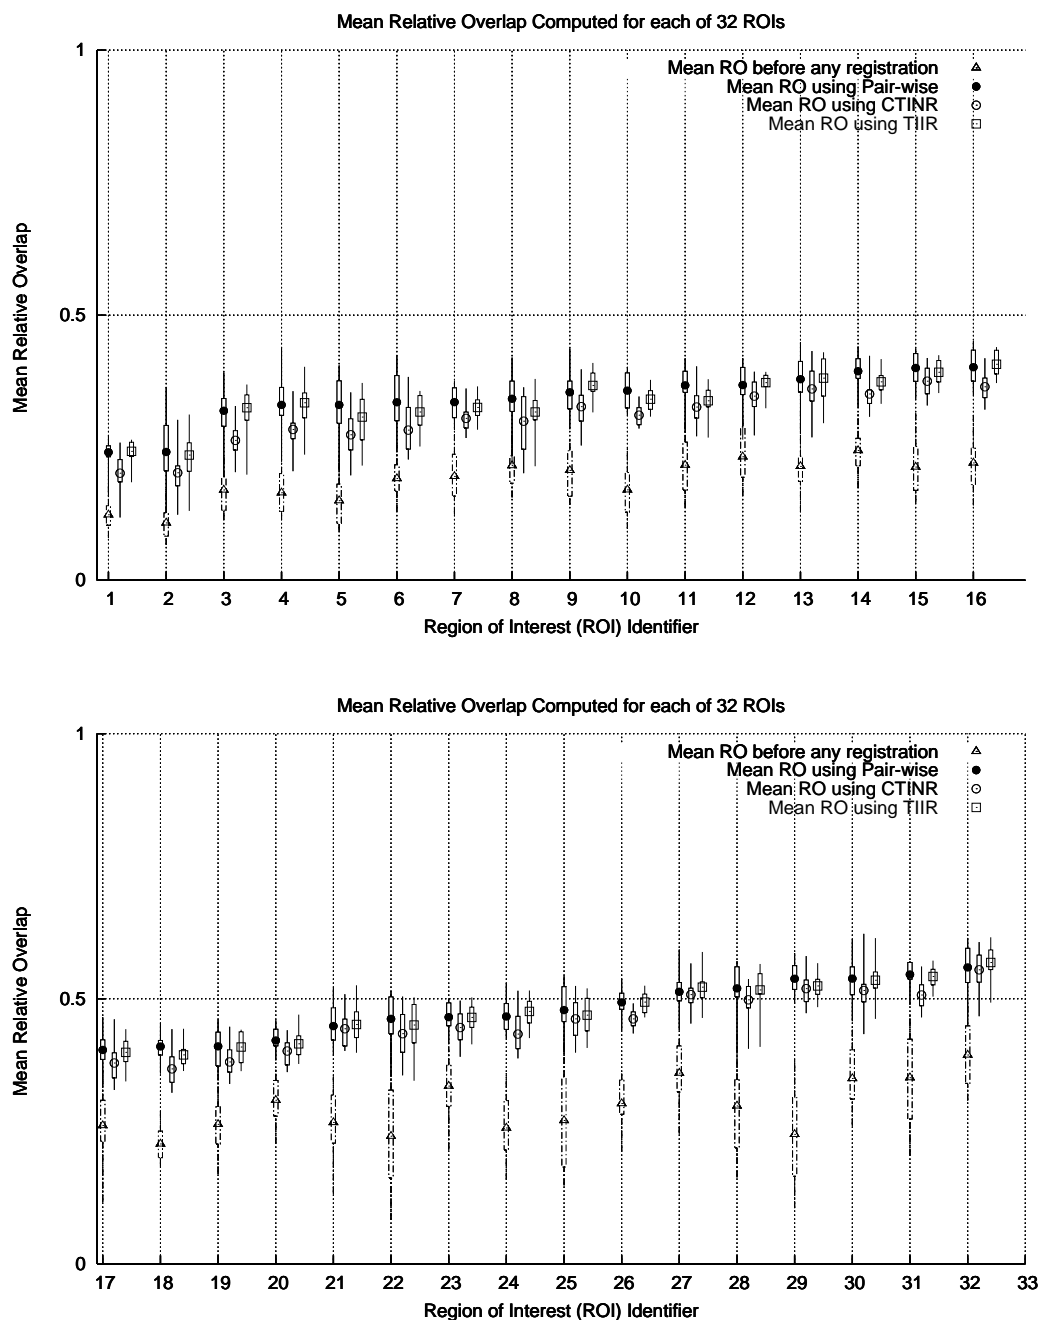 Mean Relative Overlap Computed for each of 32 ROIs
1
Mean RO before any registration
Mean RO using Pair-wise
Mean RO using CTINR
Mean RO using TIIR
Mean Relative Overlap
0.5
0
1 2 3 4 5 6 7 8 9 10 11 12 13 14 15 16
Region of Interest (ROI) Identifier
Mean Relative Overlap Computed for each of 32 ROIs
1
Mean RO before any registration
Mean RO using Pair-wise
Mean RO using CTINR
Mean RO using TIIR
Mean Relative Overlap
0.5
0
17 18 19 20 21 22 23 24 25 26 27 28 29 30 31 32 33
Region of Interest (ROI) Identifier